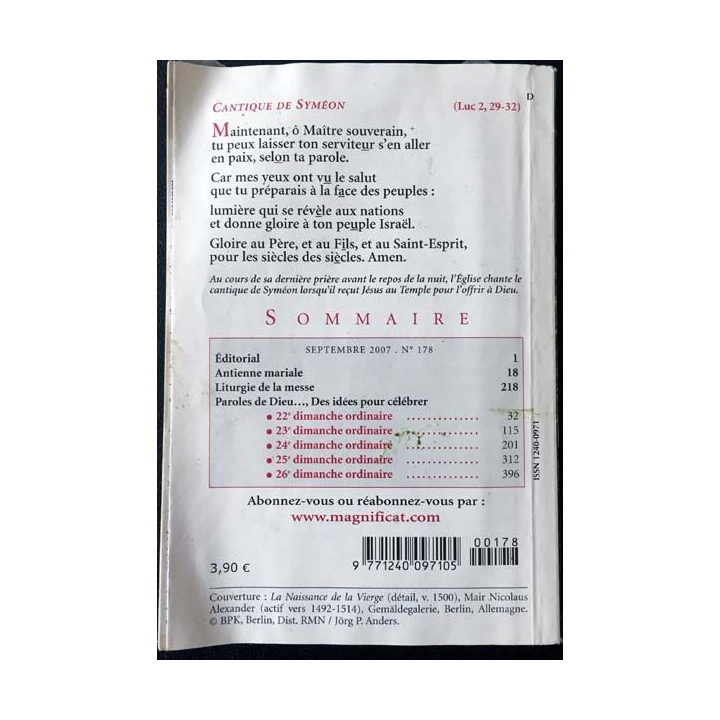 D
CANTIQUE DE SYMÉON (Luc 2, 29-32)
Maintenant, ô Maître souverain,
tu peux laisser ton serviteur s'en aller
en paix, selon ta parole.
Car mes yeux ont vu le salut
que tu préparais à la face des peuples :
lumière qui se révèle aux nations
et donne gloire à ton peuple Israël.
Gloire au Père, et au Fils, et au Saint-Esprit,
pour les siècles des siècles. Amen.
Au cours de sa dernière prière avant le repos de la nuit, l'Église chante le
cantique de Syméon lorsqu'il reçut Jésus au Temple pour l'offrir à Dieu.
SOMMAIRE
SEPTEMBRE 2007 . N° 178
Éditorial 1
Antienne mariale 18
Liturgie de la messe 218
Paroles de Dieu…, Des idées pour célébrer
• 22e dimanche ordinaire .............. 32
• 23e dimanche ordinaire .............. 115
• 24e dimanche ordinaire .............. 201
• 25e dimanche ordinaire .............. 312
• 26e dimanche ordinaire .............. 396
ISSN 1240-0971
Abonnez-vous ou réabonnez-vous par :
www.magnificat.com
3,90 €
9 771240 097105
00178
Couverture : La Naissance de la Vierge (détail, v. 1500), Mair Nicolaus
Alexander (actif vers 1492-1514), Gemäldegalerie, Berlin, Allemagne.
© BPK, Berlin, Dist. RMN / Jörg P. Anders.